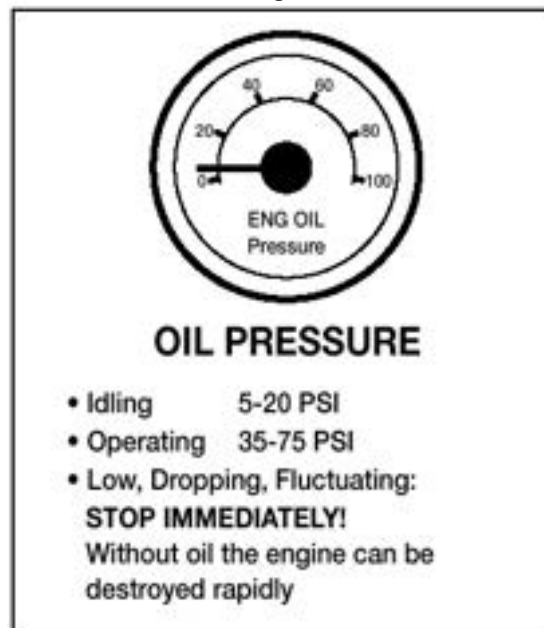 40 60
20 80
0 100
ENG OIL
Pressure
OIL PRESSURE
• Idling 5-20 PSI
• Operating 35-75 PSI
• Low, Dropping, Fluctuating:
STOP IMMEDIATELY!
Without oil the engine can be
destroyed rapidly